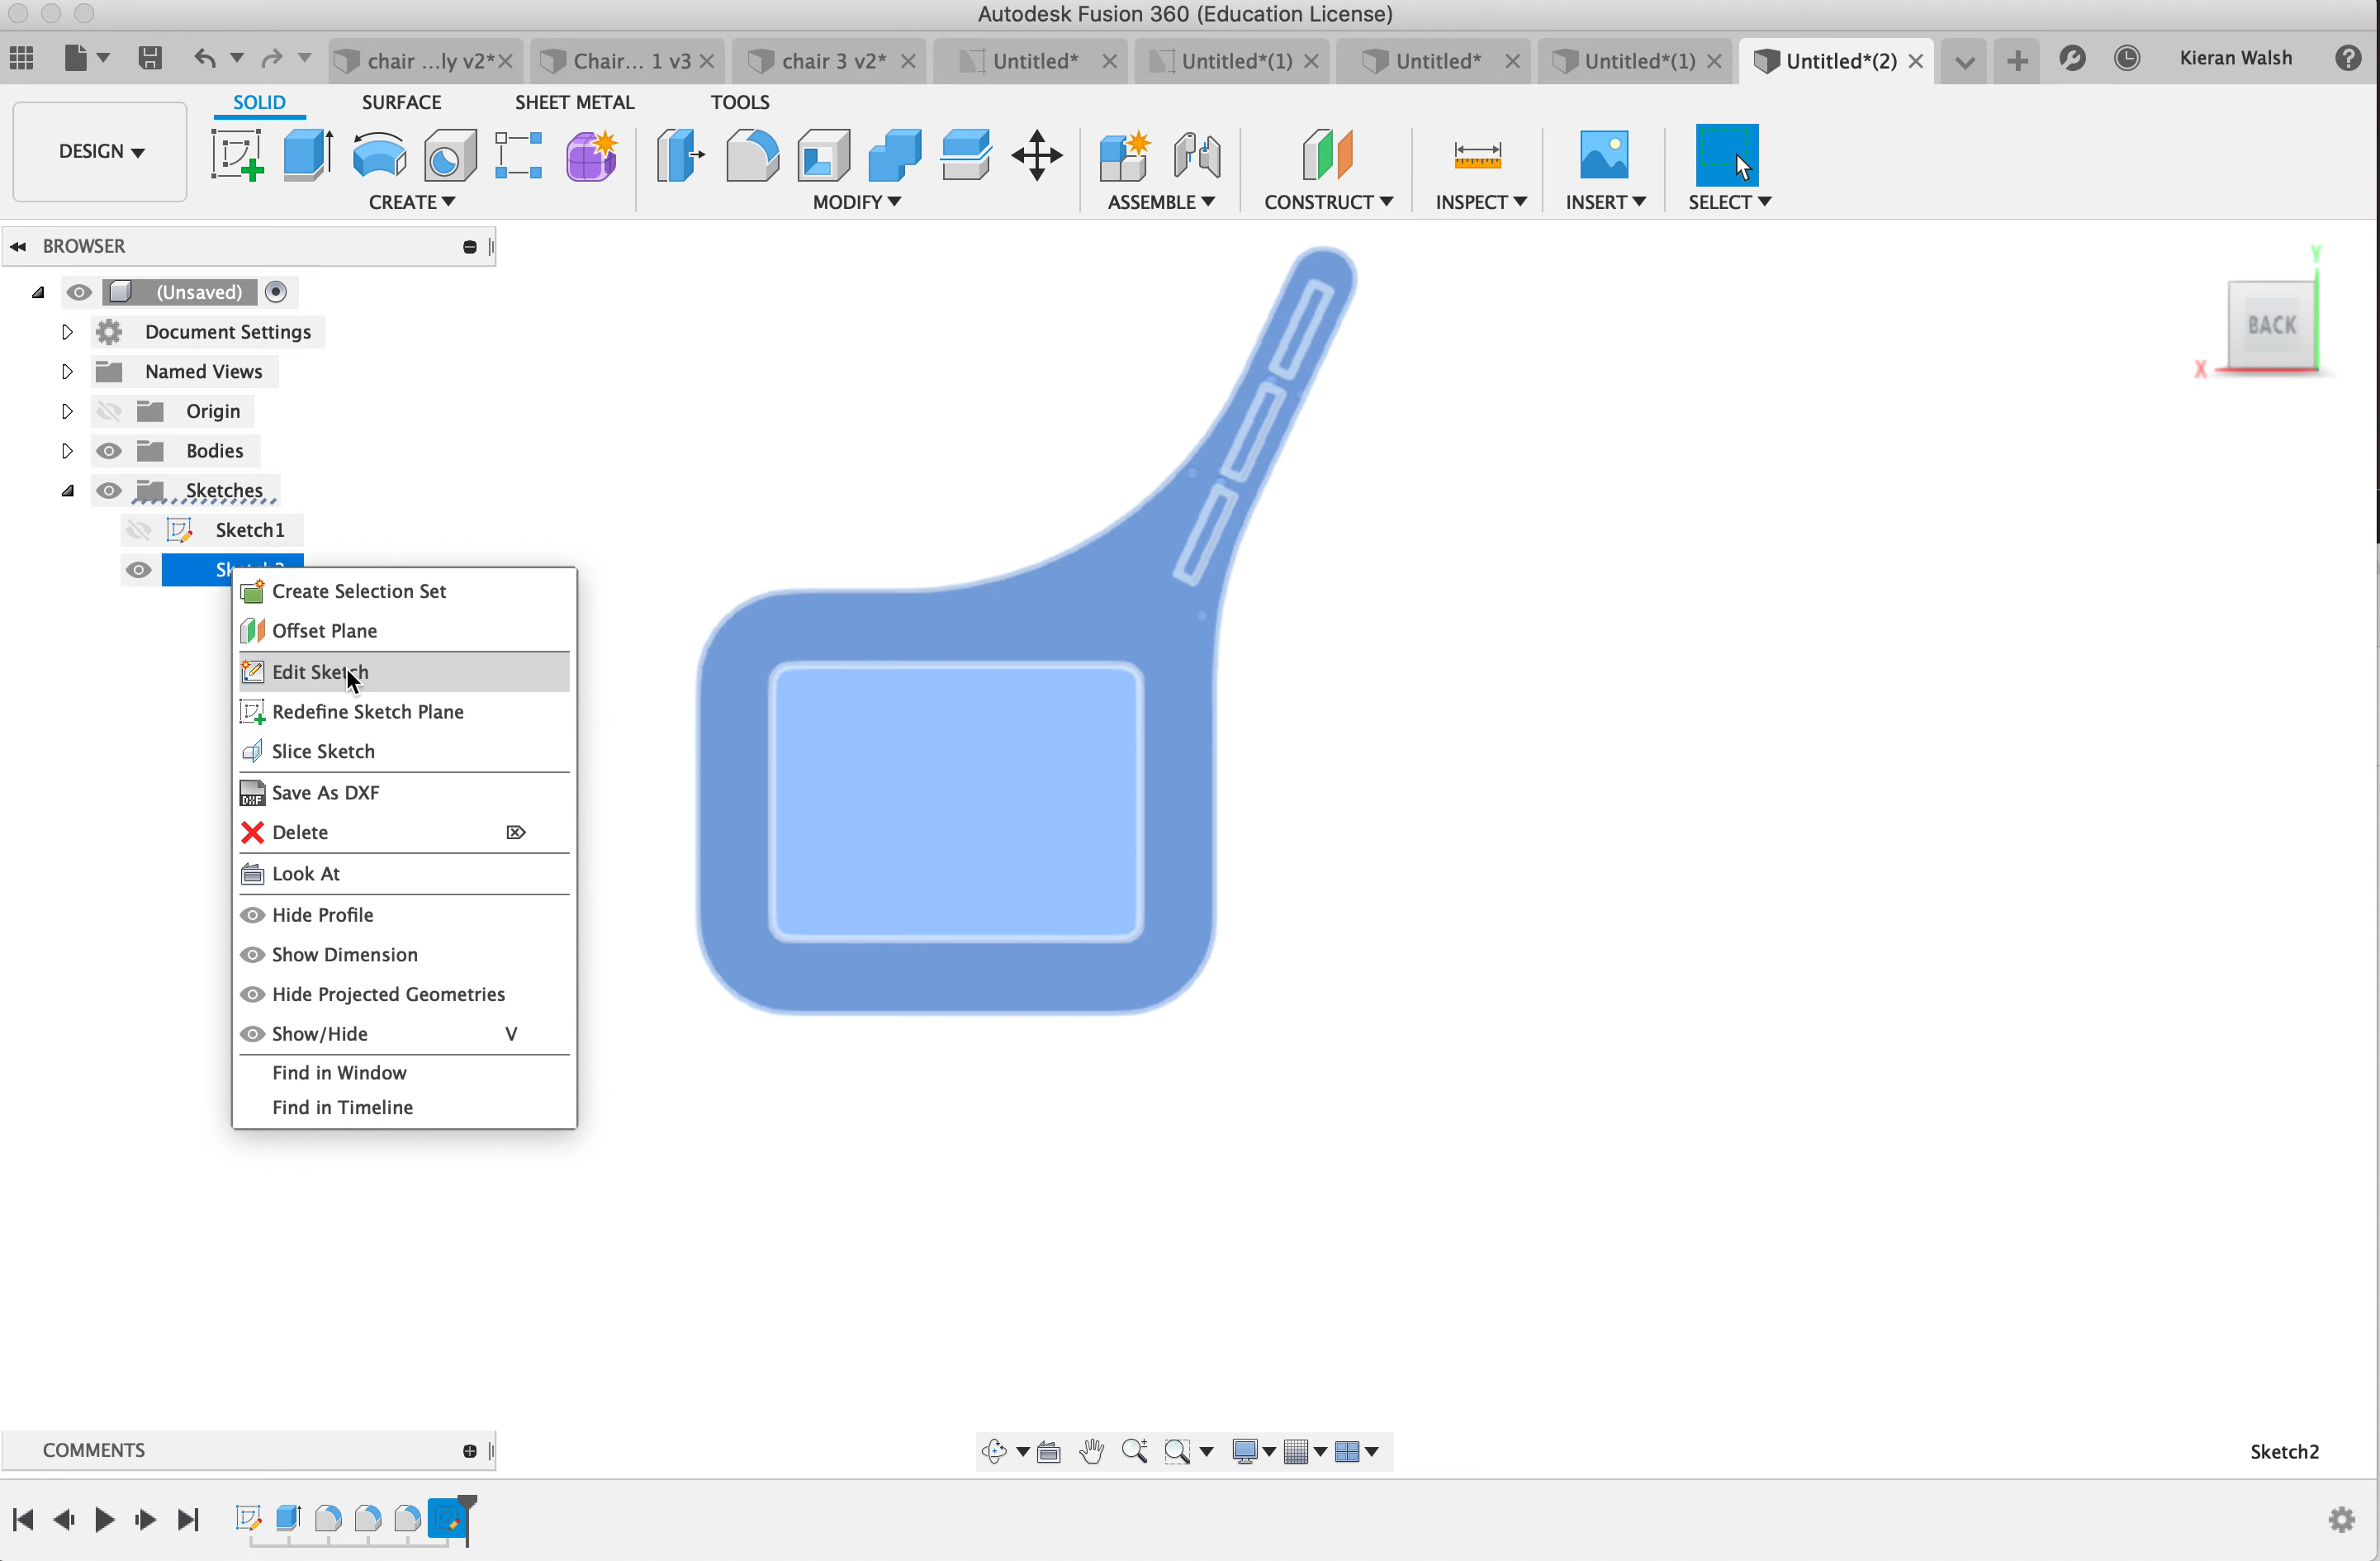 Autodesk Fusion 360 (Education License)
chair ...ly v2*
Chair... 1 v3
chair 3 v2*
Untitled*
Untitled*(1)
Untitled*
Untitled*(1)
Untitled*(2)
Kieran Walsh
DESIGN
SOLID
SURFACE
SHEET METAL
TOOLS
CREATE
MODIFY
ASSEMBLE
CONSTRUCT
INSPECT
INSERT
SELECT
BROWSER
(Unsaved)
Document Settings
Named Views
Origin
Bodies
Sketches
Sketch1
Create Selection Set
Offset Plane
Edit Sketch
Redefine Sketch Plane
Slice Sketch
DXF
Save As DXF
Delete
Look At
Hide Profile
Show Dimension
Hide Projected Geometries
Show/Hide V
Find in Window
Find in Timeline
Y
BACK
X
COMMENTS
Sketch2